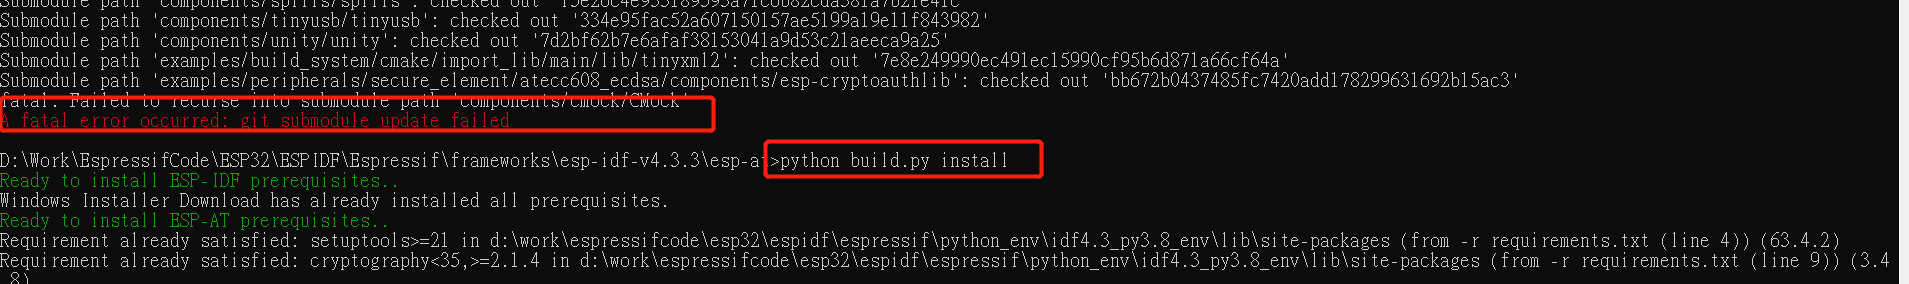 Submodule path 'components/spiffs/spiffs': checked out 'f5e26c4e933189593a71c6b82cda381a7b21e41c'
Submodule path 'components/tinyusb/tinyusb': checked out '334e95fac52a607150157ae5199a19e11f843982'
Submodule path 'components/unity/unity': checked out '7d2bf62b7e6afaf38153041a9d53c21aeeca9a25'
Submodule path 'examples/build_system/cmake/import_lib/main/lib/tinyxml2': checked out '7e8e249990ec491ec15990cf95b6d871a66cf64a'
Submodule path 'examples/peripherals/secure_element/atecc608_ecdsa/components/esp-cryptoauthlib': checked out 'bb672b0437485fc7420add178299631692b15ac3'
fatal: Failed to recurse into submodule path 'components/cmock/CMock'
A fatal error occurred: git submodule update failed
D:\Work\EspressifCode\ESP32\ESPIDF\Espressif\frameworks\esp-idf-v4.3.3\esp-at>python build.py install
Ready to install ESP-IDF prerequisites..
Windows Installer Download has already installed all prerequisites.
Ready to install ESP-AT prerequisites..
Requirement already satisfied: setuptools>=21 in d:\work\espressifcode\esp32\espidf\espressif\python_env\idf4.3_py3.8_env\lib\site-packages (from -r requirements.txt (line 4)) (63.4.2)
Requirement already satisfied: cryptography<35,>=2.1.4 in d:\work\espressifcode\esp32\espidf\espressif\python_env\idf4.3_py3.8_env\lib\site-packages (from -r requirements.txt (line 9)) (3.4
.8)